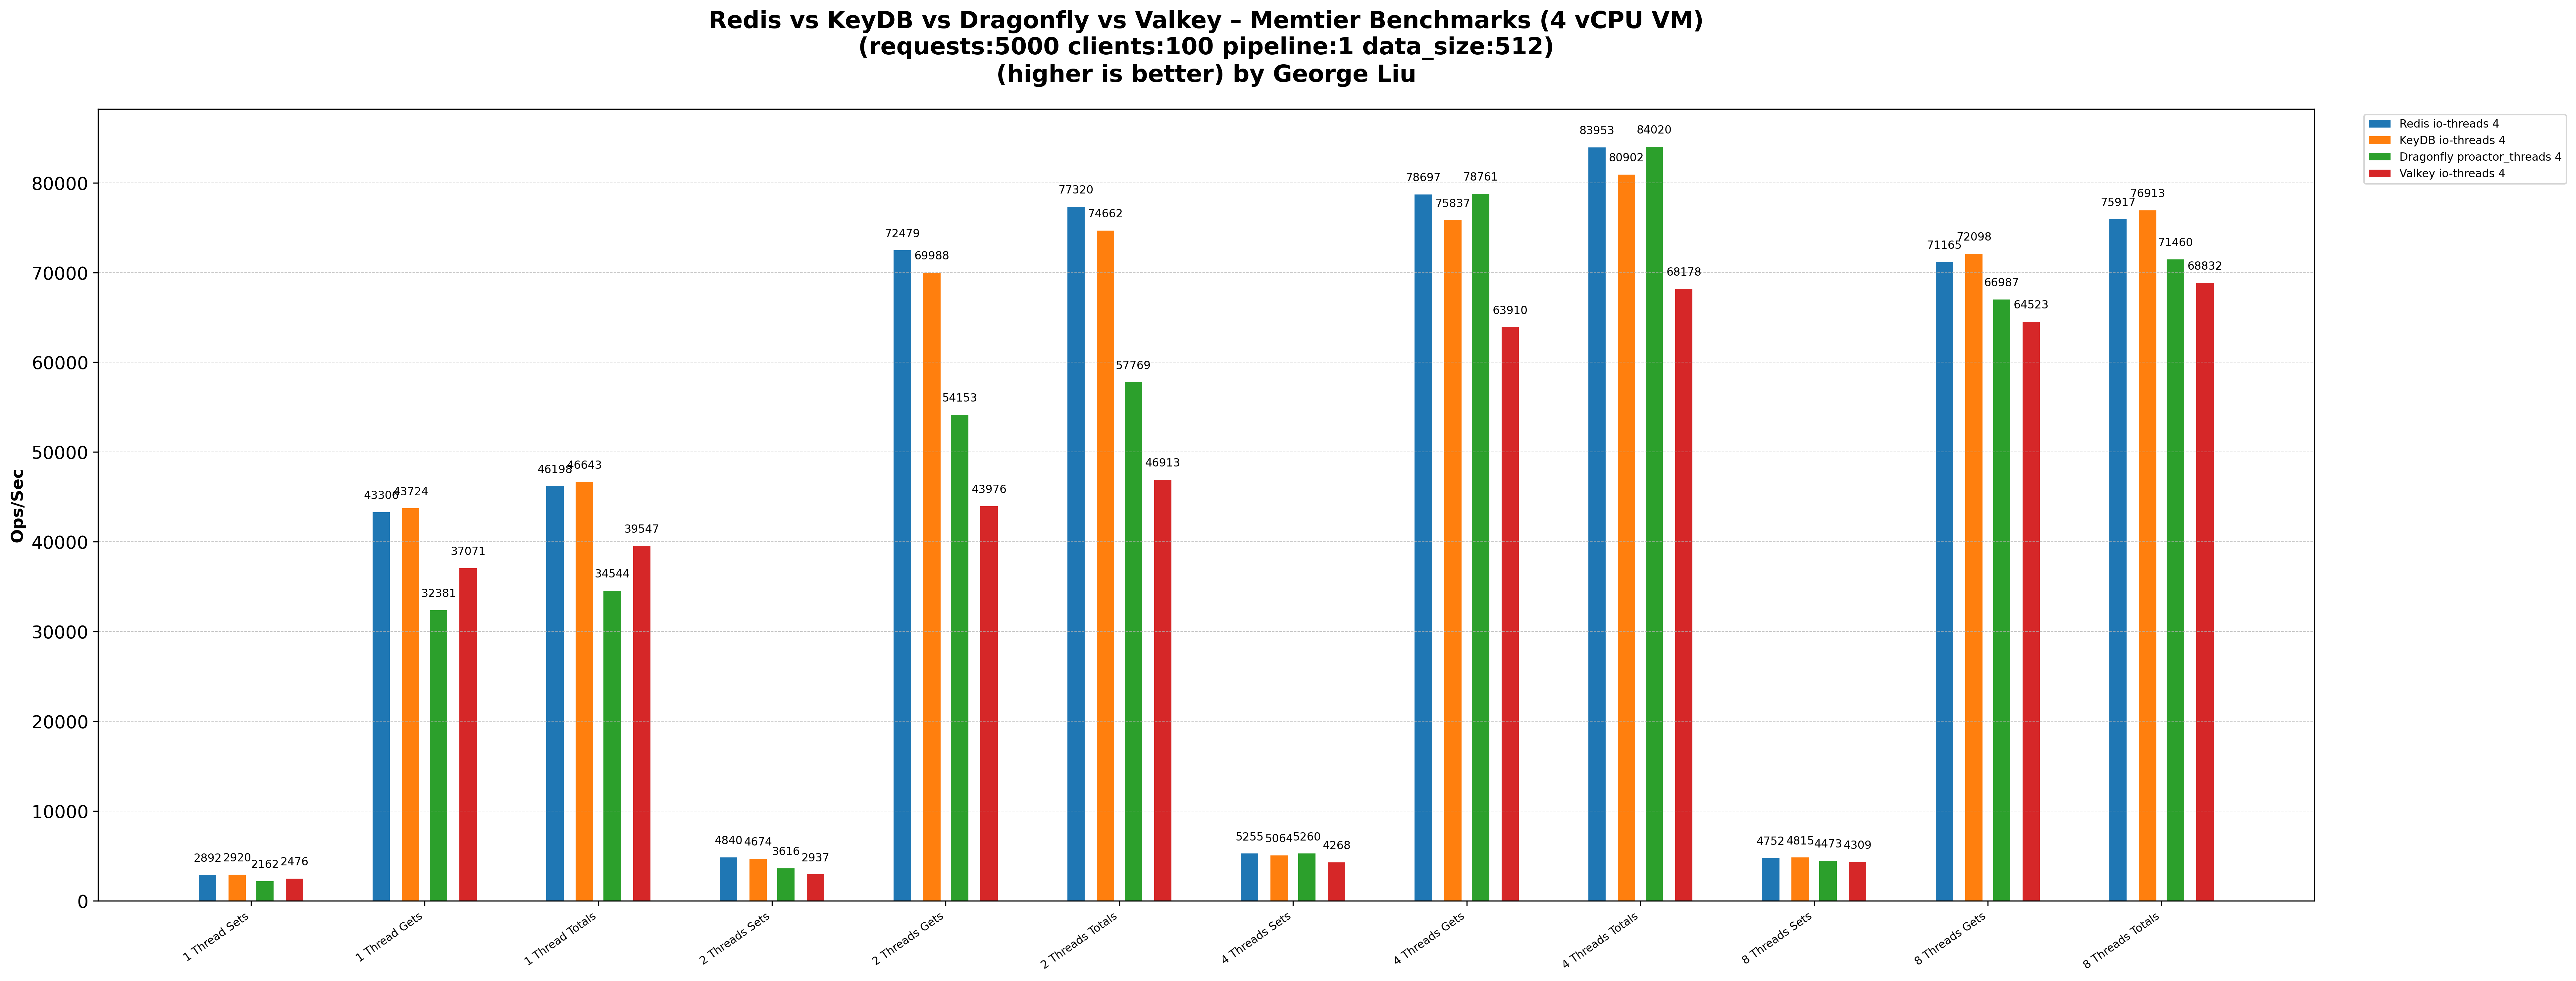 Redis vs KeyDB vs Dragonfly vs Valkey – Memtier Benchmarks (4 vCPU VM)
(requests:5000 clients:100 pipeline:1 data_size:512)
(higher is better) by George Liu
Redis io-threads 4
KeyDB io-threads 4
Dragonfly proactor_threads 4
Valkey io-threads 4
Ops/Sec
80000
70000
60000
50000
40000
30000
20000
10000
0
2892 2920 2162 2476
43724 32381 37071
46198 46643 34544 39547
4840 4674 3616 2937
72479 69988 54153 43976
77320 74662 57769 46913
5255 5064 5260 4268
78697 75837 78761 63910
83953 80902 84020 68178
4752 4815 4473 4309
71165 72098 66987 64523
75917 76913 71460 68832
1 Thread Sets
1 Thread Gets
1 Thread Totals
2 Threads Sets
2 Threads Gets
2 Threads Totals
4 Threads Sets
4 Threads Gets
4 Threads Totals
8 Threads Sets
8 Threads Gets
8 Threads Totals